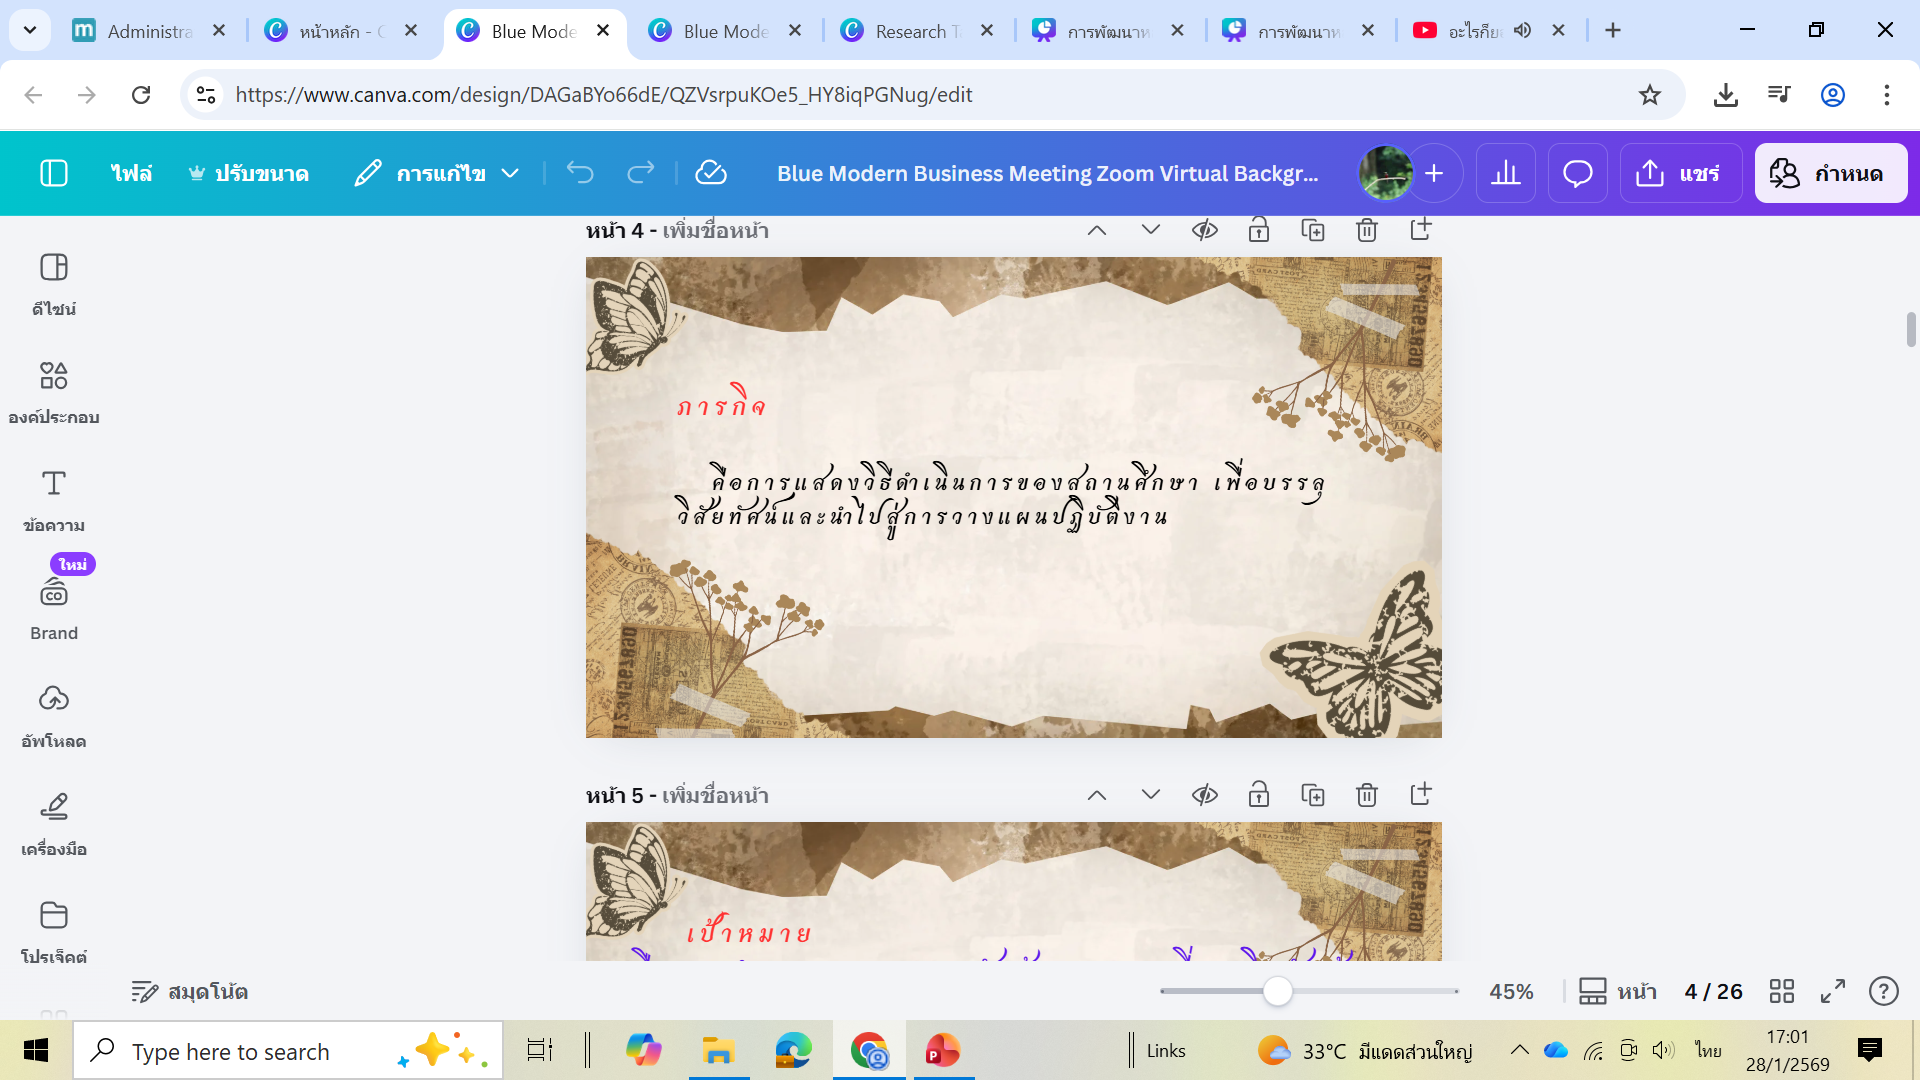 Administra
หน้าหลัก - C
Blue Mode
Blue Mode
Research T
การพัฒนาห
การพัฒนาห
อะไรก็ย
https://www.canva.com/design/DAGaBYo66dE/QZVsrpuKOe5_HY8iqPGNug/edit
ไฟล์
ปรับขนาด
การแก้ไข
Blue Modern Business Meeting Zoom Virtual Backgr...
แชร์
กำหนด
ดีไซน์
องค์ประกอบ
ข้อความ
ใหม่
Brand
อัพโหลด
เครื่องมือ
โปรเจ็คต์
หน้า 4 - เพิ่มชื่อหน้า
ภารกิจ
คือการแสดงวิธีดำเนินการของสถานศึกษา เพื่อบรรลุ
วิสัยทัศน์และนำไปสู่การวางแผนปฏิบัติงาน
หน้า 5 - เพิ่มชื่อหน้า
เป้าหมาย
สมุดโน้ต
45%
หน้า
4 / 26
Type here to search
Links
33°C มีแดดส่วนใหญ่
ไทย
17:01
28/1/2569